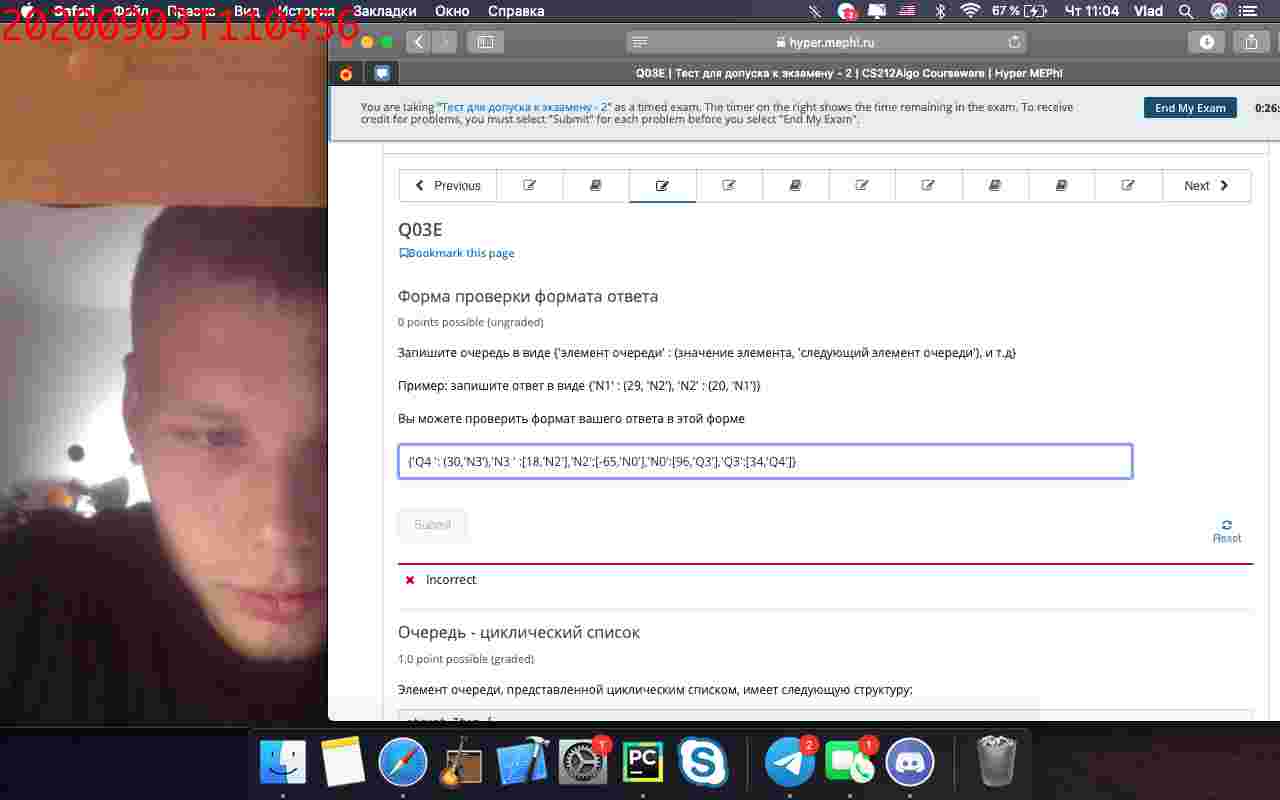 20200903T110456
Safari Файл Правка Вид История Закладки Окно Справка
2
67 %
Чт 11:04 Vlad
hyper.mephi.ru
Q03E | Тест для допуска к экзамену - 2 | CS212Algo Courseware | Hyper MEPhI
You are taking "Тест для допуска к экзамену - 2" as a timed exam. The timer on the right shows the time remaining in the exam. To receive
credit for problems, you must select "Submit" for each problem before you select "End My Exam".
End My Exam
0:26:
Previous
Next
Q03E
Bookmark this page
Форма проверки формата ответа
0 points possible (ungraded)
Запишите очередь в виде {'элемент очереди' : (значение элемента, 'следующий элемент очереди'), и т.д}
Пример: запишите ответ в виде {'N1' : (29, 'N2'), 'N2' : (20, 'N1')}
Вы можете проверить формат вашего ответа в этой форме
{'Q4 ': (30,'N3'),'N3 ' :[18,'N2'],'N2':[-65,'N0'],'N0':[96,'Q3'],'Q3':[34,'Q4']}
Submit
Reset
Incorrect
Очередь - циклический список
1.0 point possible (graded)
Элемент очереди, представленной циклическим списком, имеет следующую структуру:
1
PC
2
1